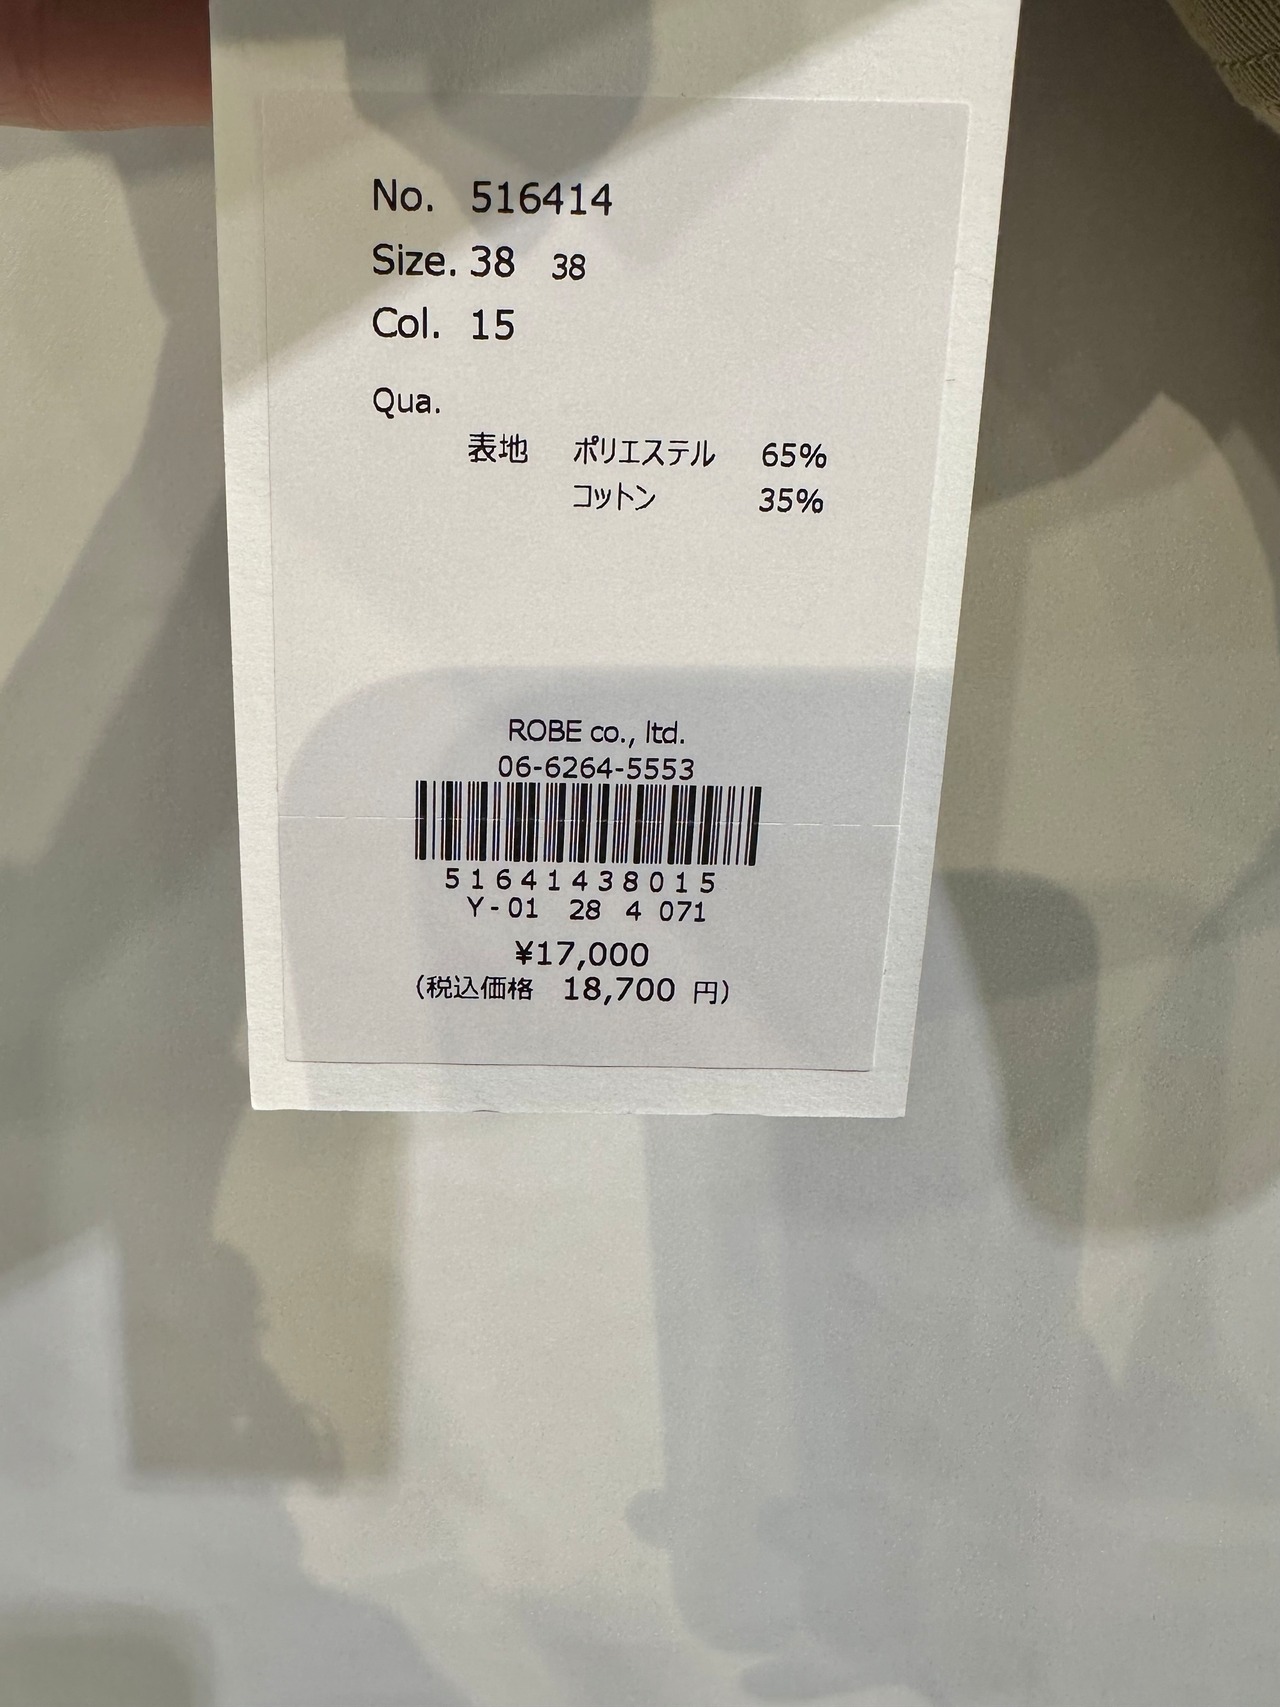 No. 516414
Size. 38 38
Col. 15
Qua.
表地 ポリエステル 65%
コットン 35%
ROBE co., ltd.
06-6264-5553
51641438015
Y-01 28 4 071
¥17,000
(税込価格 18,700 円)